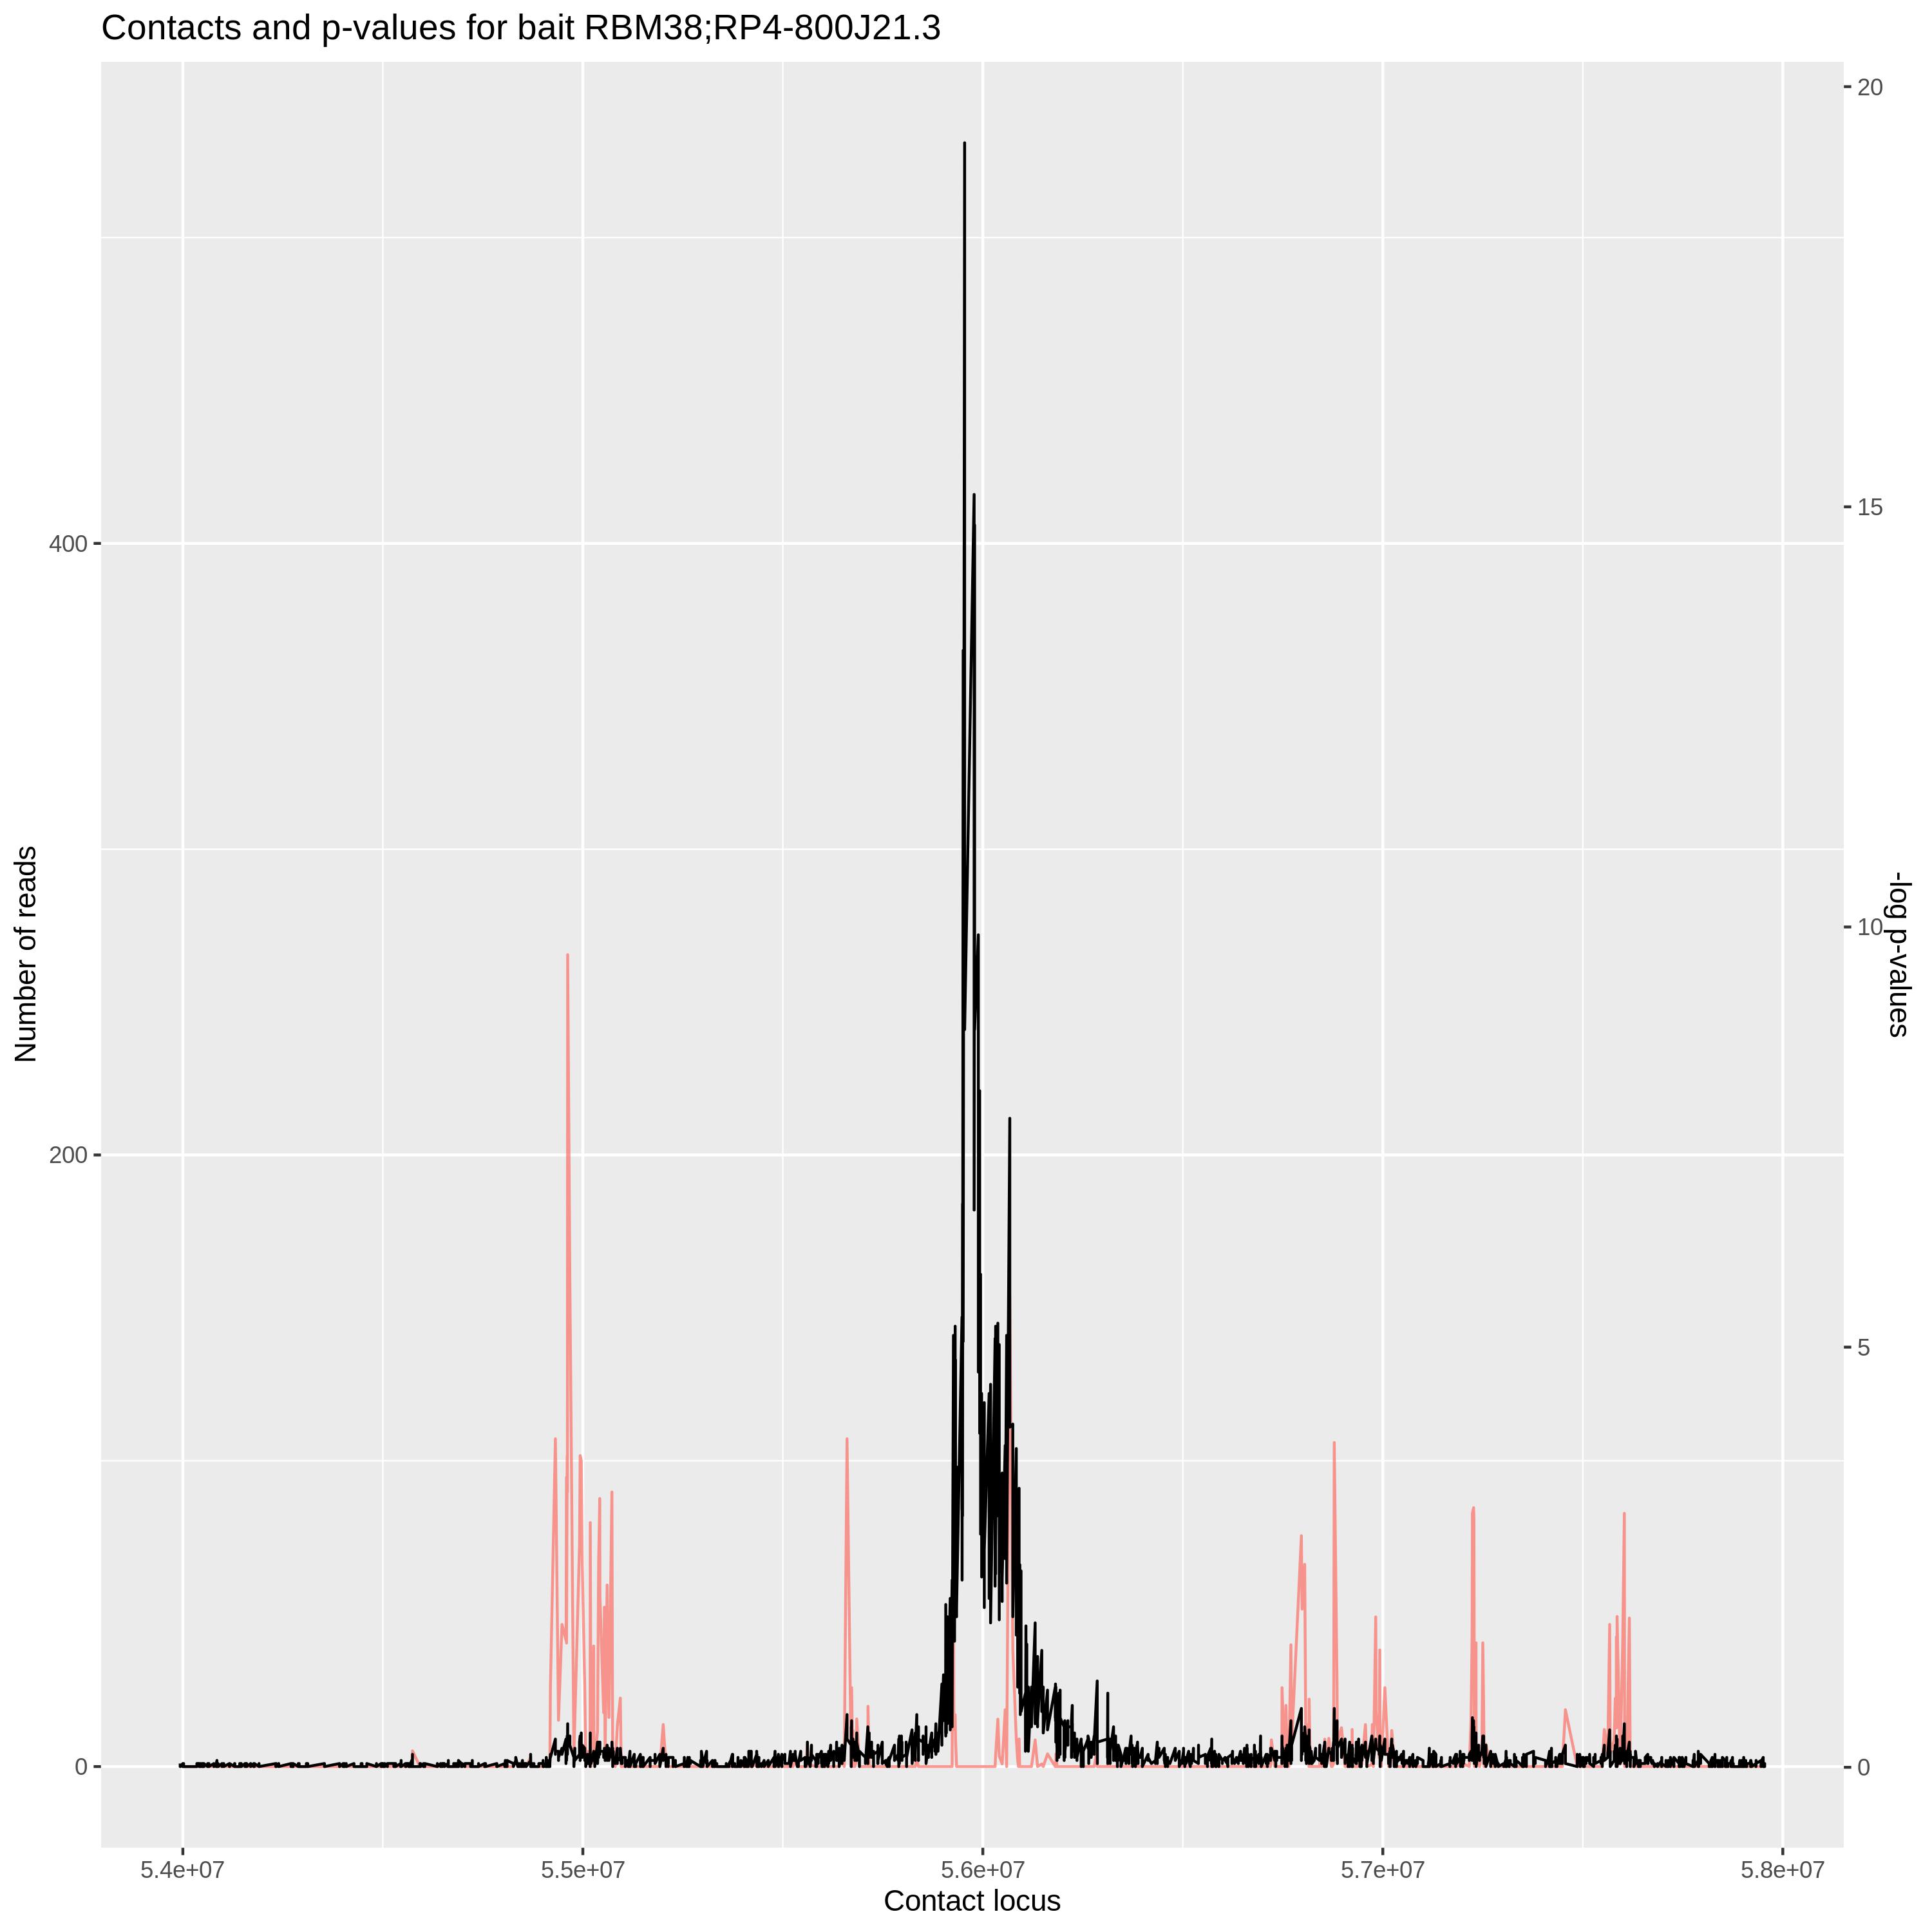 Contacts and p-values for bait RBM38;RP4-800J21.3
Number of reads
400
200
0
20
15
10
5
0
-log p-values
5.4e+07
5.5e+07
5.6e+07
5.7e+07
5.8e+07
Contact locus